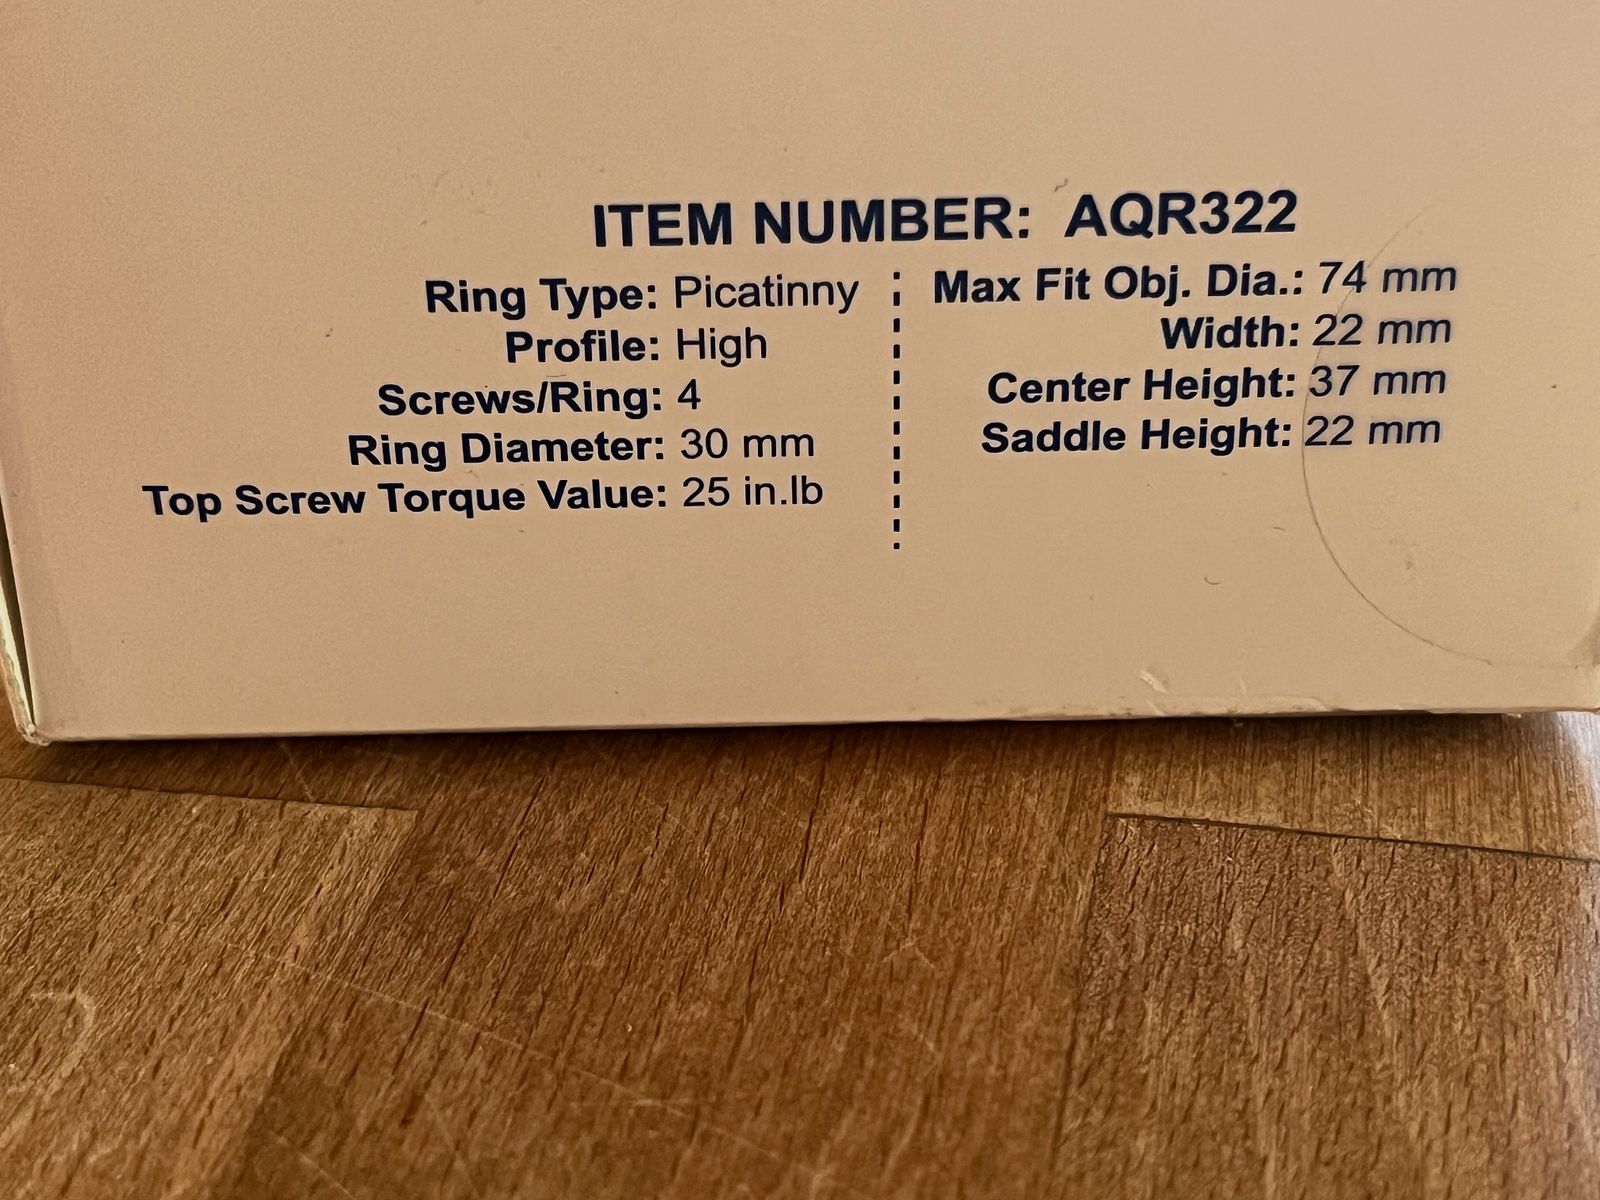 ITEM NUMBER: AQR322
Ring Type: Picatinny
Profile: High
Screws/Ring: 4
Ring Diameter: 30 mm
Top Screw Torque Value: 25 in.lb
Max Fit Obj. Dia.: 74 mm
Width: 22 mm
Center Height: 37 mm
Saddle Height: 22 mm